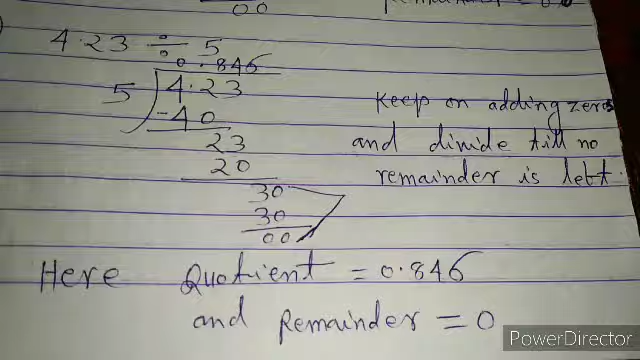 00
4.23 ÷ 5
0.846
5 4.23
-40
23
20
30
30
00
Keep on adding zeros
and divide till no
remainder is left.
Here Quotient = 0.846
and Remainder = 0
PowerDirector